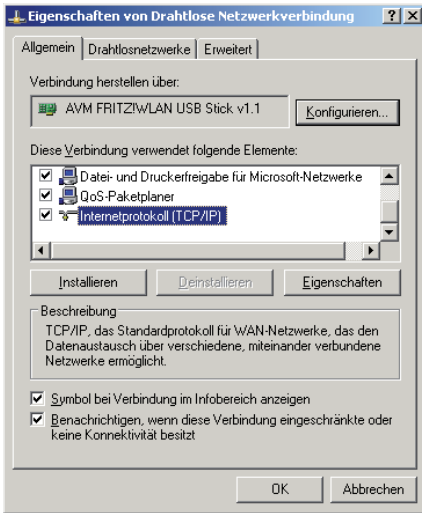 Eigenschaften von Drahtlose Netzwerkverbindung
Allgemein Drahtlosnetzwerke Erweitert
Verbindung herstellen über:
AVM FRITZ!WLAN USB Stick v1.1 Konfigurieren...
Diese Verbindung verwendet folgende Elemente:
Datei- und Druckerfreigabe für Microsoft-Netzwerke
QoS-Paketplaner
Internetprotokoll (TCP/IP)
Installieren Deinstallieren Eigenschaften
Beschreibung
TCP/IP, das Standardprotokoll für WAN-Netzwerke, das den
Datenaustausch über verschiedene, miteinander verbundene
Netzwerke ermöglicht.
Symbol bei Verbindung im Infobereich anzeigen
Benachrichtigen, wenn diese Verbindung eingeschränkte oder
keine Konnektivität besitzt
OK Abbrechen